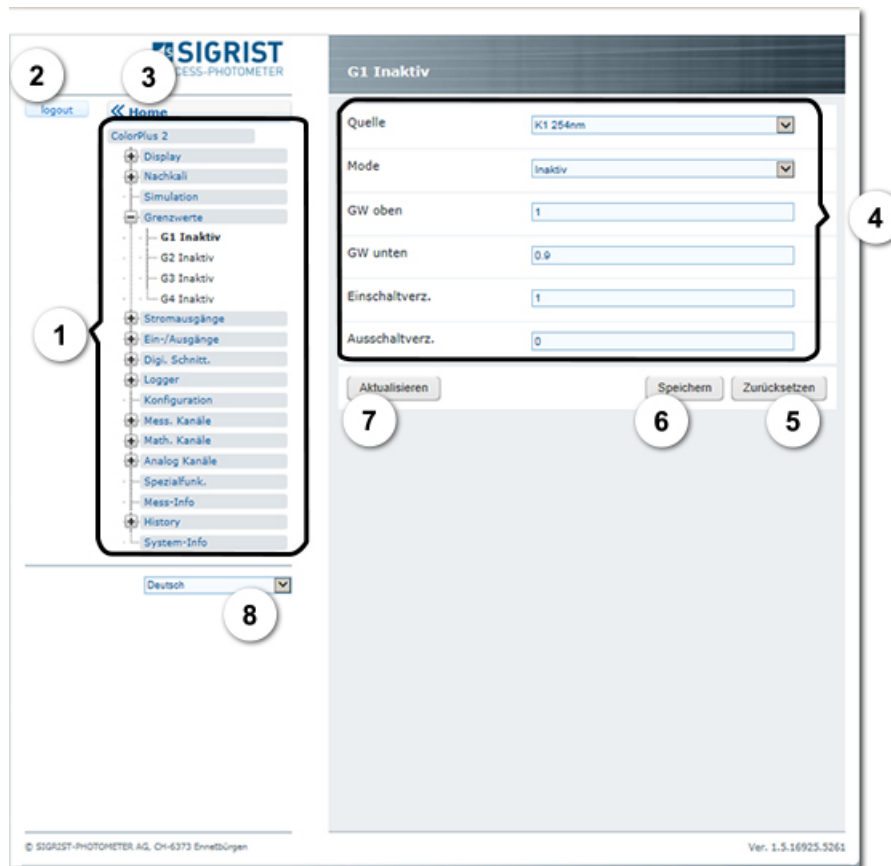 SIGRIST
CESS-PHOTOMETER
2
3
logout
Home
ColorPlus 2
Display
Nachkali
Simulation
Grenzwerte
G1 Inaktiv
G2 Inaktiv
G3 Inaktiv
G4 Inaktiv
Stromausgänge
Ein-/Ausgänge
Digi. Schnitt.
Logger
Konfiguration
Mess. Kanäle
Math. Kanäle
Analog Kanäle
Spezialfunk.
Mess-Info
History
System-Info
1
Deutsch
8
G1 Inaktiv
Quelle K1 254nm
Mode Inaktiv
GW oben 1
GW unten 0.9
Einschaltverz. 1
Ausschaltverz. 0
4
Aktualisieren Speichern Zurücksetzen
7 6 5
© SIGRIST-PHOTOMETER AG, CH-6373 Ennetbürgen
Ver. 1.5.16925.5261